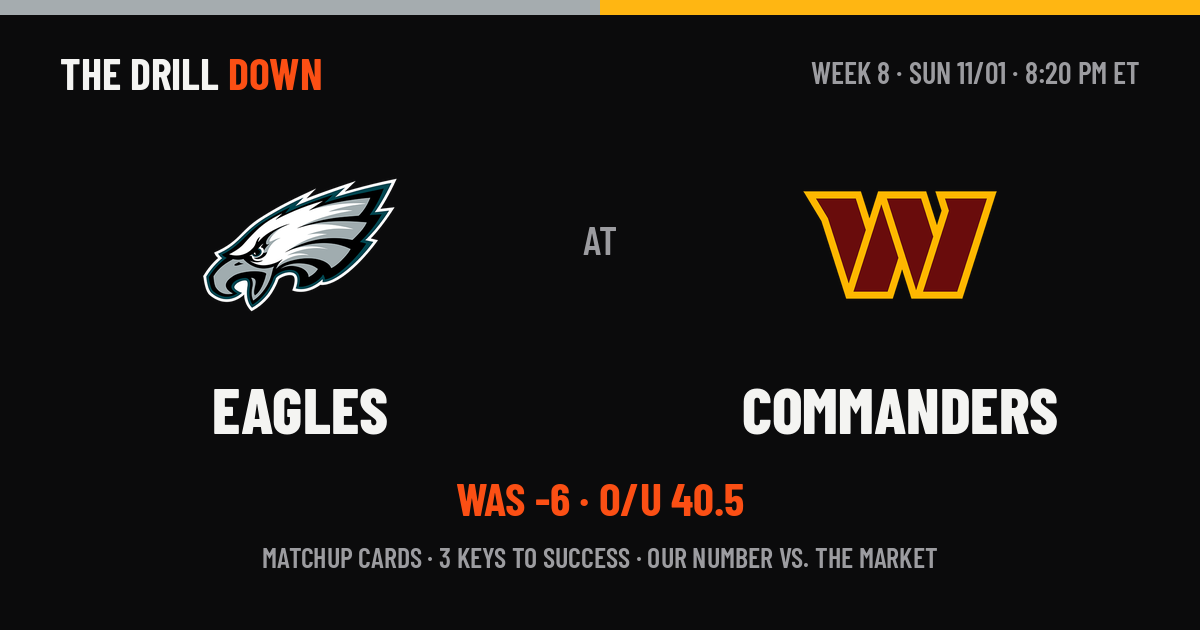 THE DRILL DOWN
WEEK 8 · SUN 11/01 · 8:20 PM ET
AT
W
EAGLES
COMMANDERS
WAS -6 · O/U 40.5
MATCHUP CARDS · 3 KEYS TO SUCCESS · OUR NUMBER VS. THE MARKET